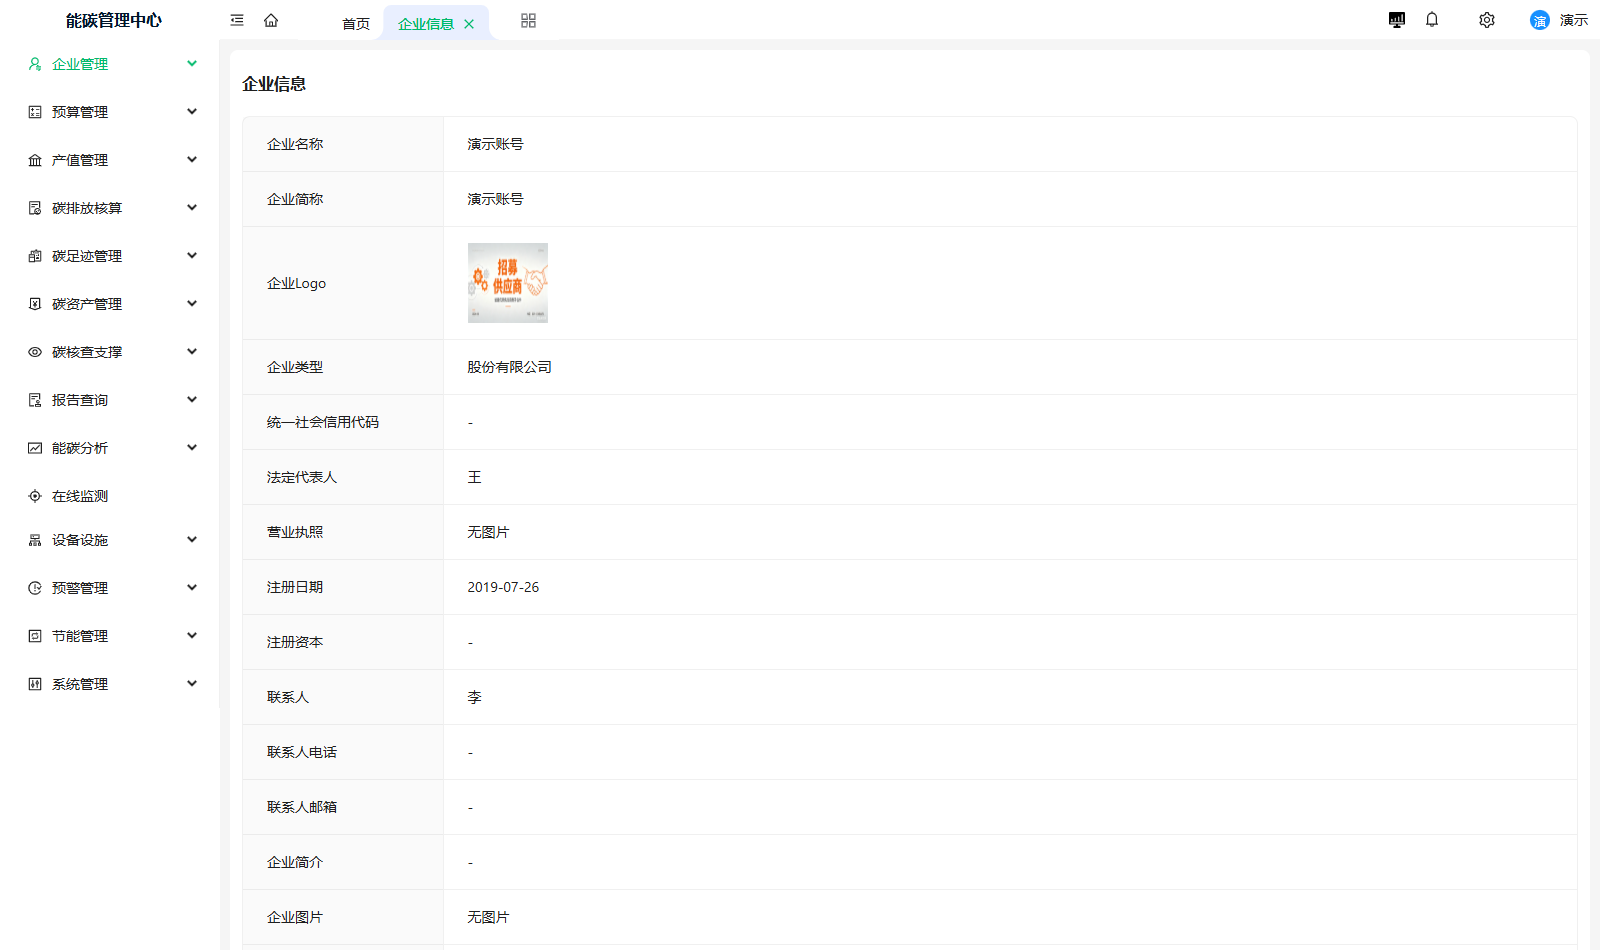 能碳管理中心
首页
企业信息
演
演示
企业管理
预算管理
产值管理
碳排放核算
碳足迹管理
碳资产管理
碳核查支撑
报告查询
能碳分析
在线监测
设备设施
预警管理
节能管理
系统管理
企业信息
企业名称 演示账号
企业简称 演示账号
企业Logo
招募
供应商
企业类型 股份有限公司
统一社会信用代码 -
法定代表人 王
营业执照 无图片
注册日期 2019-07-26
注册资本 -
联系人 李
联系人电话 -
联系人邮箱 -
企业简介 -
企业图片 无图片